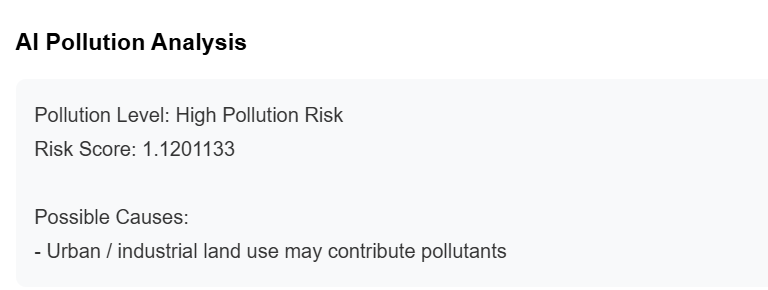 AI Pollution Analysis
Pollution Level: High Pollution Risk
Risk Score: 1.1201133
Possible Causes:
- Urban / industrial land use may contribute pollutants